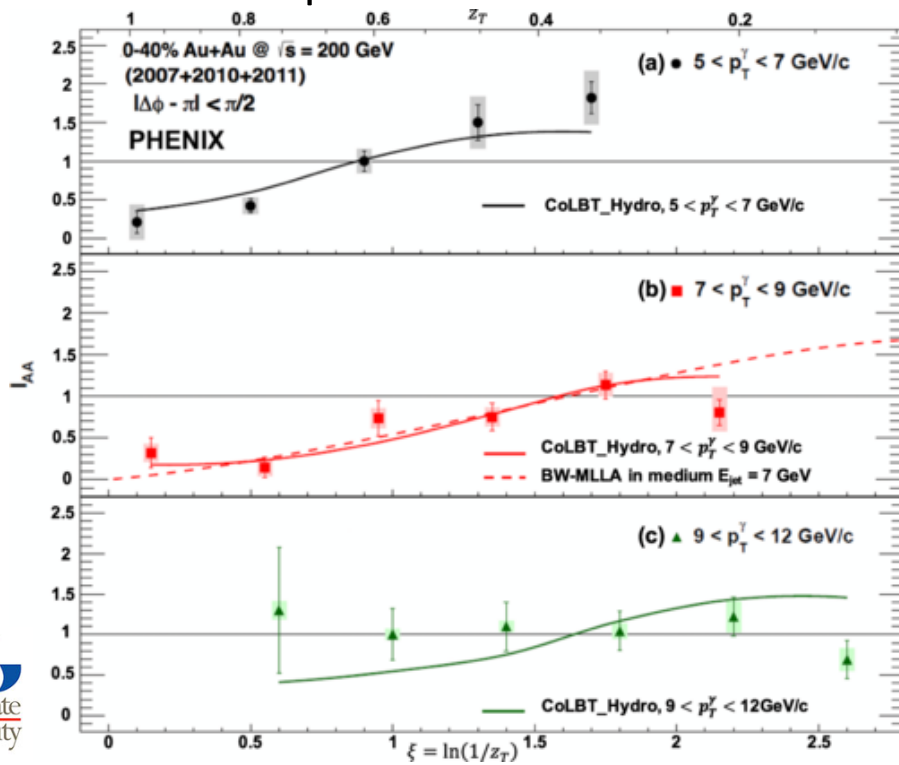 1 0.8 0.6 z_T 0.4 0.2
0-40% Au+Au @ √s = 200 GeV
(2007+2010+2011)
|Δϕ - π| < π/2
PHENIX
(a) ● 5 < p_T^γ < 7 GeV/c
CoLBT_Hydro, 5 < p_T^γ < 7 GeV/c
2.5
2
1.5
1
0.5
0
(b) ■ 7 < p_T^γ < 9 GeV/c
CoLBT_Hydro, 7 < p_T^γ < 9 GeV/c
BW-MLLA in medium E_jet = 7 GeV
2.5
2
1.5
1
0.5
0
I_AA
(c) ▲ 9 < p_T^γ < 12 GeV/c
CoLBT_Hydro, 9 < p_T^γ < 12GeV/c
2.5
2
1.5
1
0.5
0
0 0.5 1.0 1.5 2 2.5
ξ = ln(1/z_T)